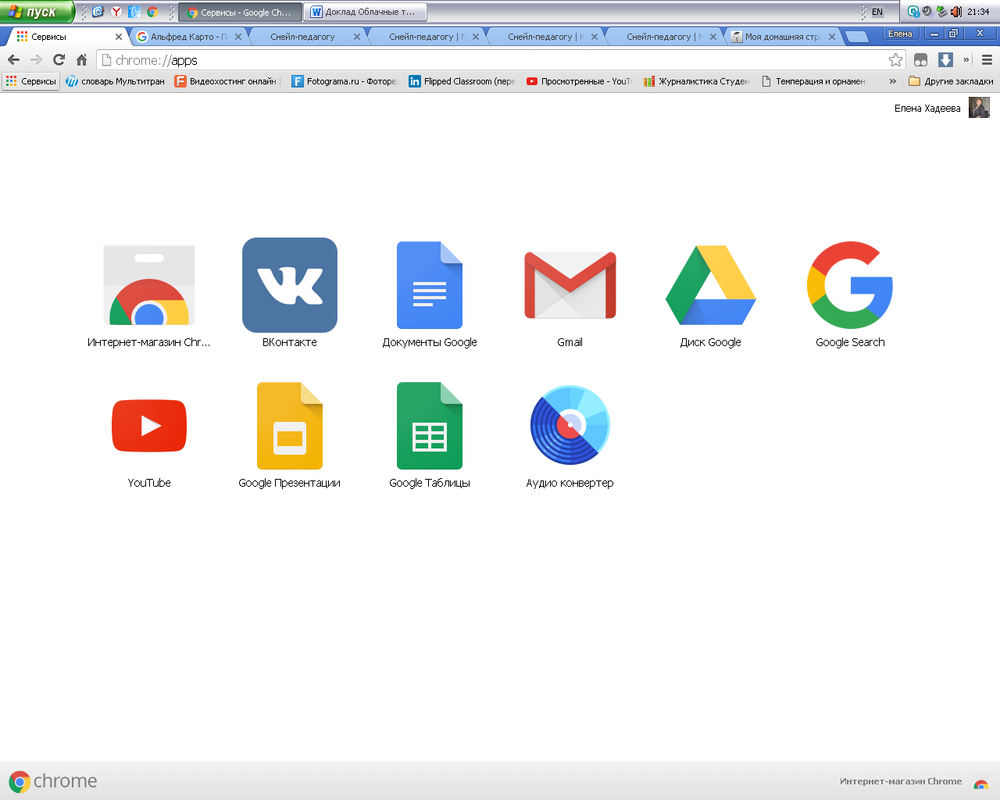 пуск
Сервисы - Google Ch...
Доклад Облачные т...
EN
21:34
Сервисы
Альфред Карто - П
Снейл-педагогу
Снейл-педагогу |
Снейл-педагогу |
Снейл-педагогу |
Моя домашняя стра
Елена
chrome://apps
Сервисы
словарь Мультитран
Видеохостинг онлайн
Fotograma.ru - Фоторе
Flipped Classroom (пере
Просмотренные - YouTu
Журналистика Студен
Темперация и орнамен
»
Другие закладки
Елена Хадеева
Интернет-магазин Chr...
ВКонтакте
Документы Google
Gmail
Диск Google
Google Search
YouTube
Google Презентации
Google Таблицы
Аудио конвертер
chrome
Интернет-магазин Chrome